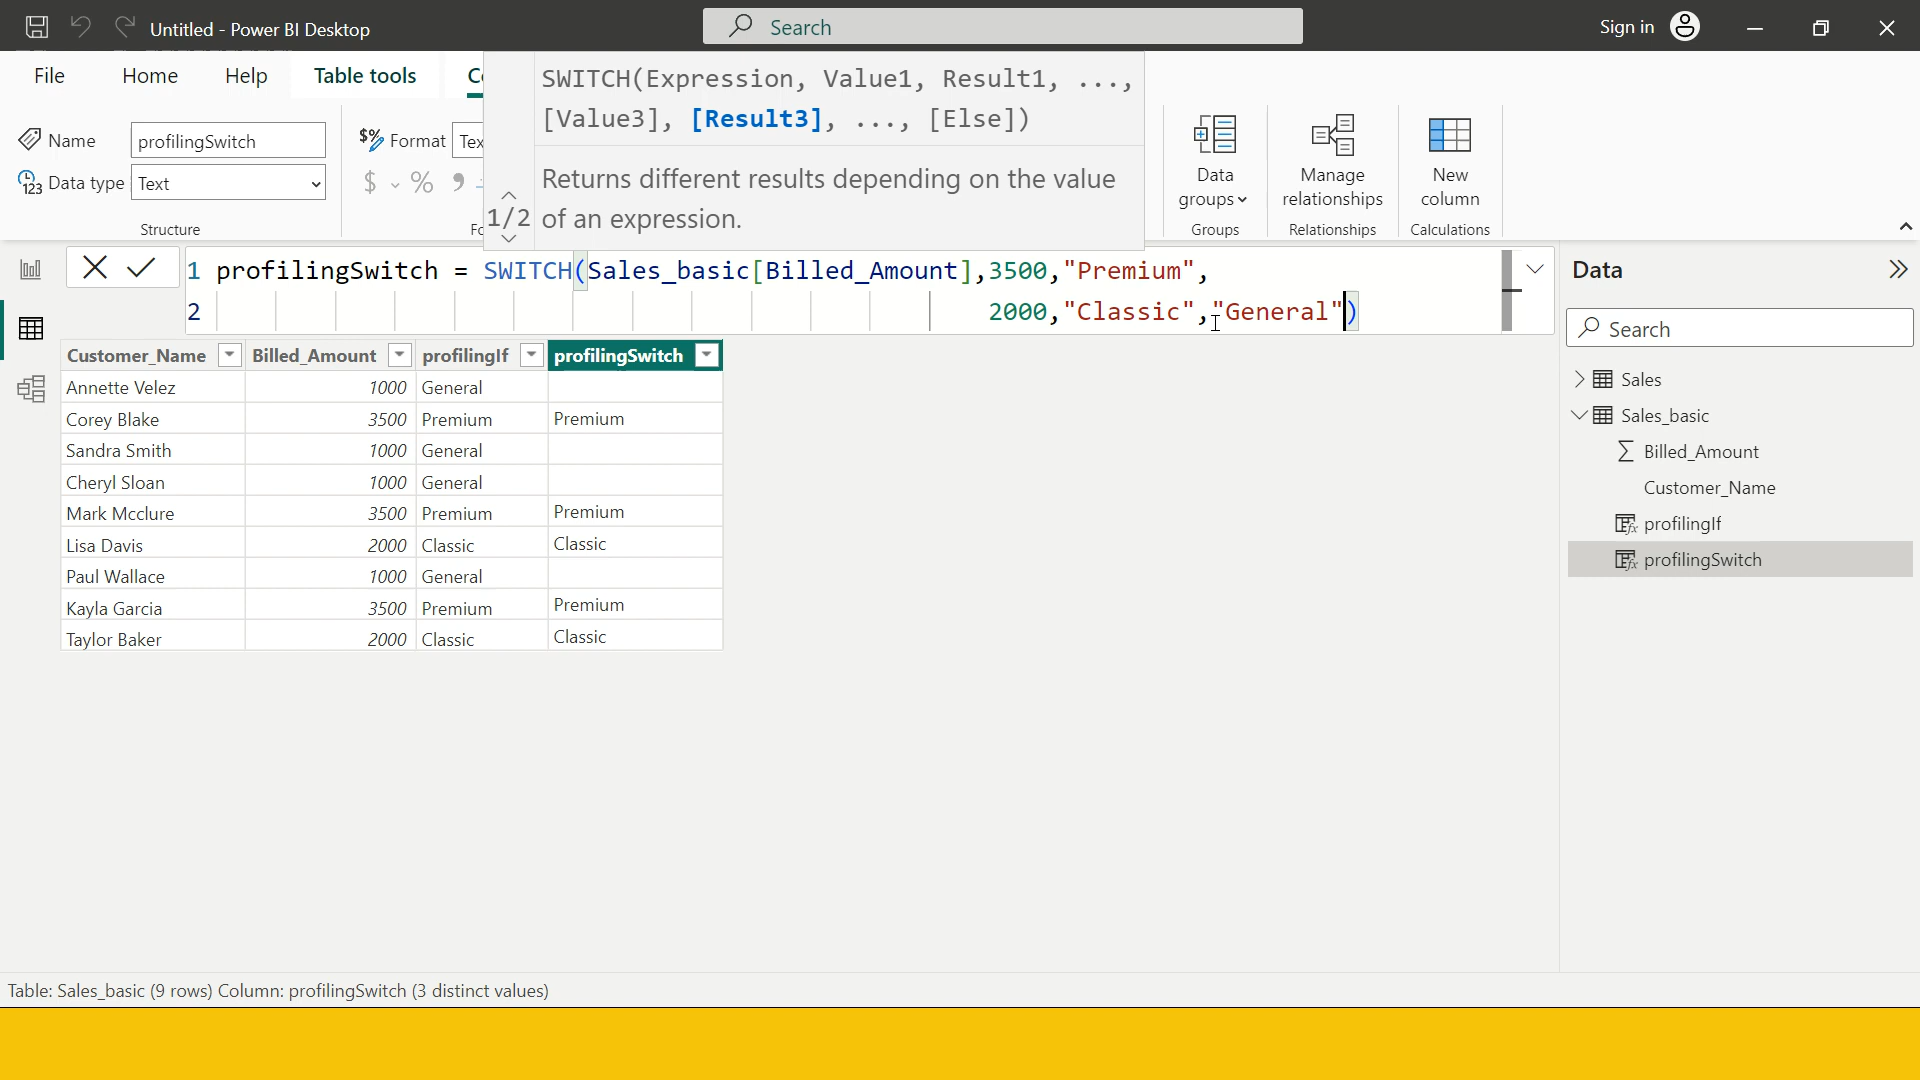 Untitled - Power BI Desktop
Search
Sign in
File Home Help Table tools
SWITCH(Expression, Value1, Result1, ...,
[Value3], [Result3], ..., [Else])
Returns different results depending on the value
of an expression.
1/2
Name profilingSwitch
Data type Text
Structure
$% Format Tex
$ % 9
Data
groups
Groups
Manage
relationships
Relationships
New
column
Calculations
1 profilingSwitch = SWITCH(Sales_basic[Billed_Amount],3500,"Premium",
2 2000,"Classic","General")
Customer_Name Billed_Amount profilingIf profilingSwitch
Annette Velez 1000 General
Corey Blake 3500 Premium Premium
Sandra Smith 1000 General
Cheryl Sloan 1000 General
Mark Mcclure 3500 Premium Premium
Lisa Davis 2000 Classic Classic
Paul Wallace 1000 General
Kayla Garcia 3500 Premium Premium
Taylor Baker 2000 Classic Classic
Data
Search
Sales
Sales_basic
Billed_Amount
Customer_Name
profilingIf
profilingSwitch
Table: Sales_basic (9 rows) Column: profilingSwitch (3 distinct values)